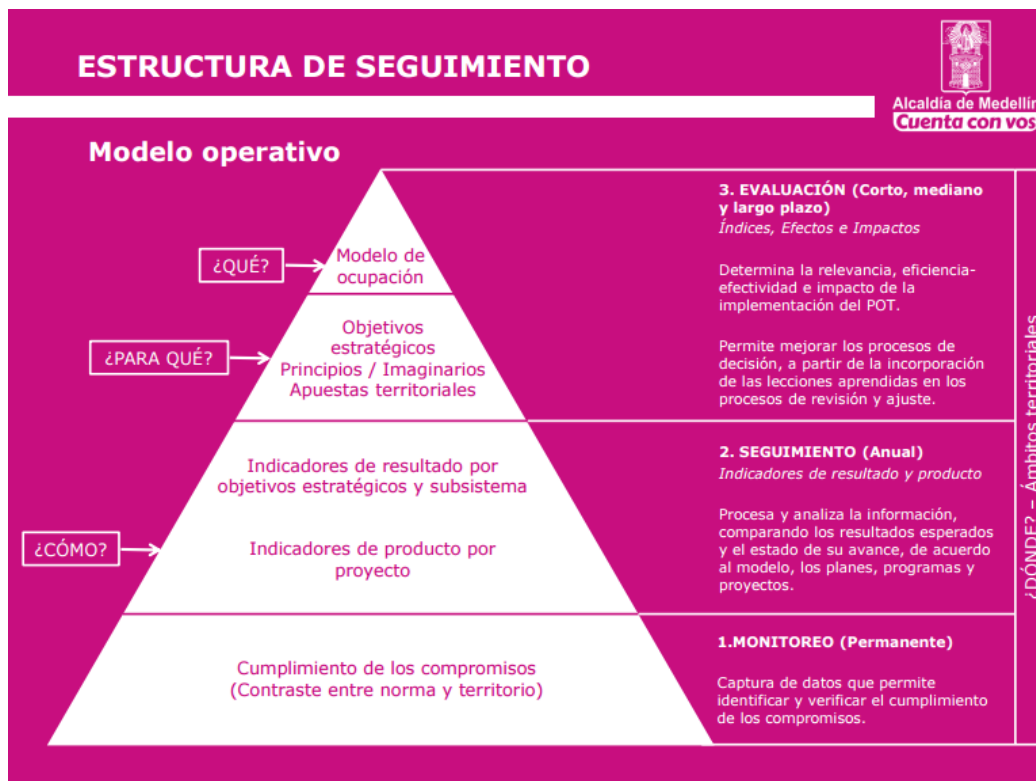 ESTRUCTURA DE SEGUIMIENTO
Alcaldía de Medellín
Cuenta con vos
Modelo operativo
¿QUÉ?
Modelo de
ocupación
¿PARA QUÉ?
Objetivos
estratégicos
Principios / Imaginarios
Apuestas territoriales
¿CÓMO?
Indicadores de resultado por
objetivos estratégicos y subsistema
Indicadores de producto por
proyecto
Cumplimiento de los compromisos
(Contraste entre norma y territorio)
3. EVALUACIÓN (Corto, mediano
y largo plazo)
Índices, Efectos e Impactos
Determina la relevancia, eficiencia-
efectividad e impacto de la
implementación del POT.
Permite mejorar los procesos de
decisión, a partir de la incorporación
de las lecciones aprendidas en los
procesos de revisión y ajuste.
2. SEGUIMIENTO (Anual)
Indicadores de resultado y producto
Procesa y analiza la información,
comparando los resultados esperados
y el estado de su avance, de acuerdo
al modelo, los planes, programas y
proyectos.
1.MONITOREO (Permanente)
Captura de datos que permite
identificar y verificar el cumplimiento
de los compromisos.
¿DÓNDE? – Ámbitos territoriales